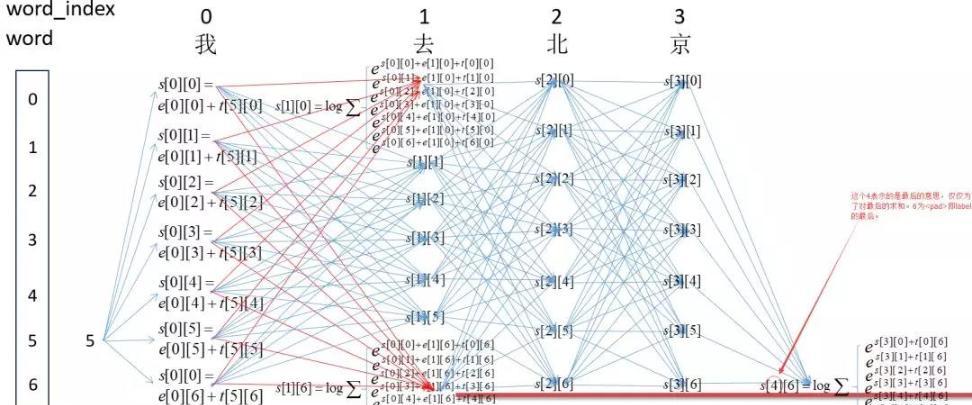 word_index 0 1 2 3
word 我 去 北 京
0
1
2
3
4
5
6
5
s[0][0] =
e[0][0] + t[5][0]
s[0][1] =
e[0][1] + t[5][1]
s[0][2] =
e[0][2] + t[5][2]
s[0][3] =
e[0][3] + t[5][3]
s[0][4] =
e[0][4] + t[5][4]
s[0][5] =
e[0][5] + t[5][5]
s[0][0] =
e[0][6] + t[5][6]
s[1][0] = log ∑
e s[0][0]+e[1][0]+t[0][0]
e s[0][1]+e[1][0]+t[1][0]
e s[0][2]+e[1][0]+t[2][0]
e s[0][3]+e[1][0]+t[3][0]
e s[0][4]+e[1][0]+t[4][0]
e s[0][5]+e[1][0]+t[5][0]
e s[0][6]+e[1][0]+t[6][0]
s[1][1]
s[1][2]
s[1][3]
s[1][4]
s[1][5]
s[1][6] = log ∑
e s[0][0]+e[1][6]+t[0][6]
e s[0][1]+e[1][6]+t[1][6]
e s[0][2]+e[1][6]+t[2][6]
e s[0][3]+e[1][6]+t[3][6]
e s[0][4]+e[1][6]+t[4][6]
s[2][0]
s[2][1]
s[2][2]
s[2][3]
s[2][4]
s[2][5]
s[2][6]
s[3][0]
s[3][1]
s[3][2]
s[3][3]
s[3][4]
s[3][5]
s[3][6]
这个4表示的是最后的意思，仅仅为
了对最后的求和。6为<pad>即label
的最后。
s[4][6] = log ∑
e s[3][0]+t[0][6]
e s[3][1]+t[1][6]
e s[3][2]+t[2][6]
e s[3][3]+t[3][6]
e s[3][4]+t[4][6]